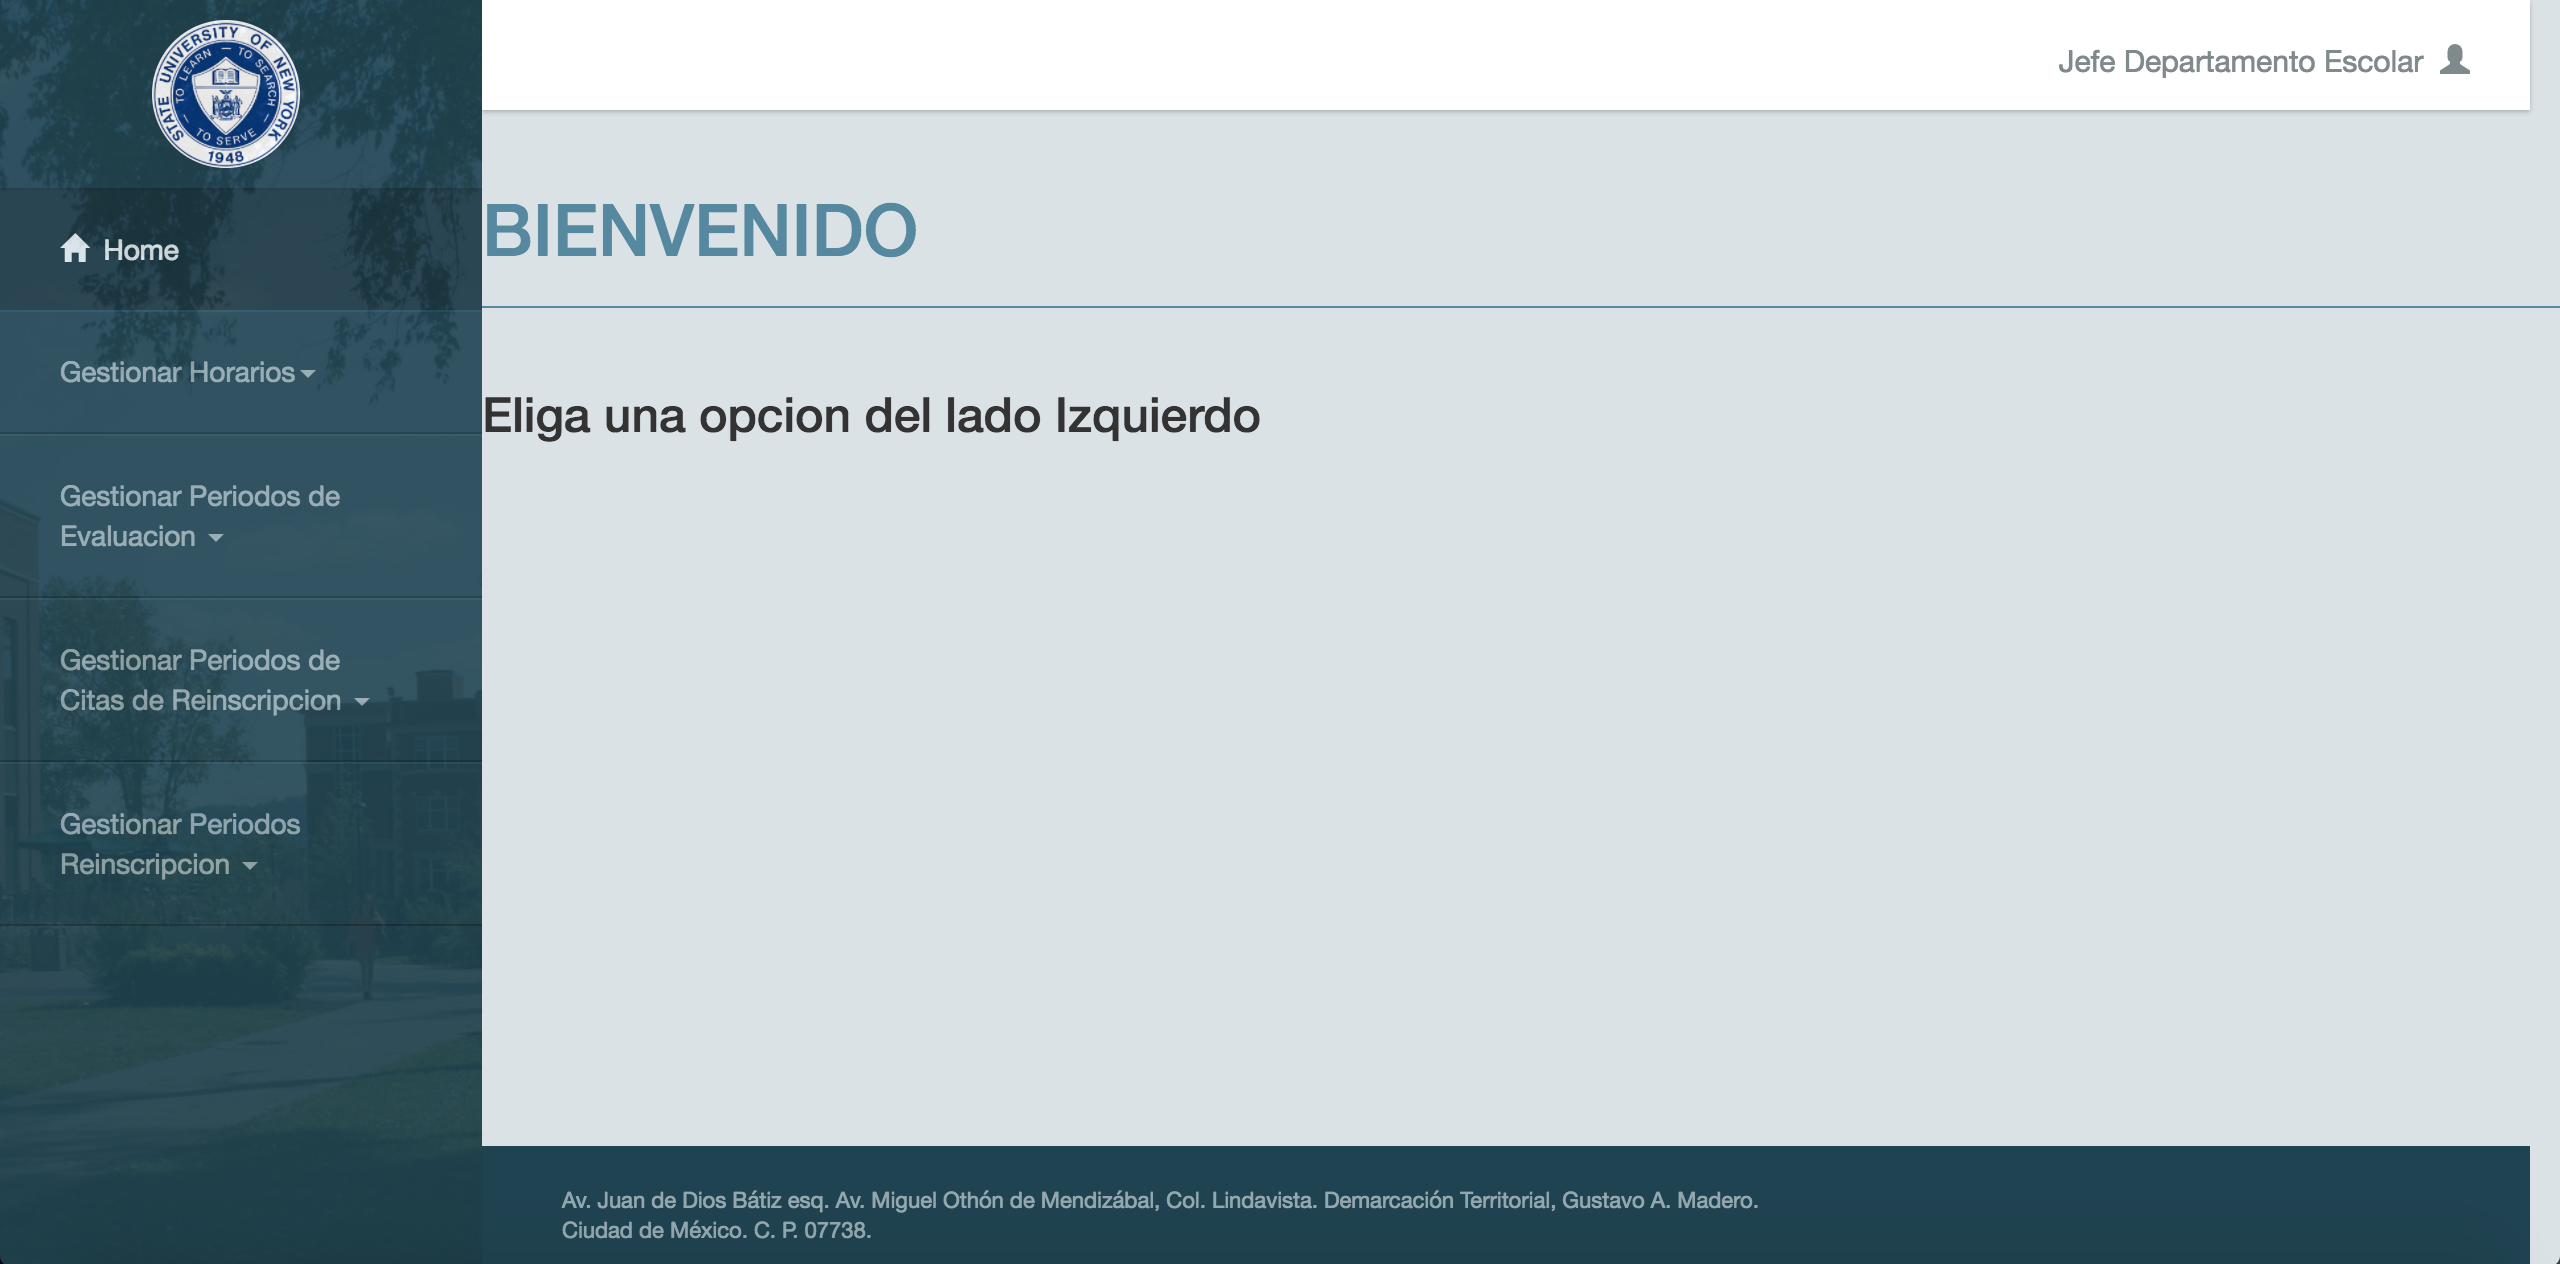 STATE UNIVERSITY OF NEW YORK
TO LEARN — TO SEARCH — TO SERVE —
1948
Jefe Departamento Escolar
Home
BIENVENIDO
Gestionar Horarios
Eliga una opcion del lado Izquierdo
Gestionar Periodos de
Evaluacion
Gestionar Periodos de
Citas de Reinscripcion
Gestionar Periodos
Reinscripcion
Av. Juan de Dios Bátiz esq. Av. Miguel Othón de Mendizábal, Col. Lindavista. Demarcación Territorial, Gustavo A. Madero.
Ciudad de México. C. P. 07738.